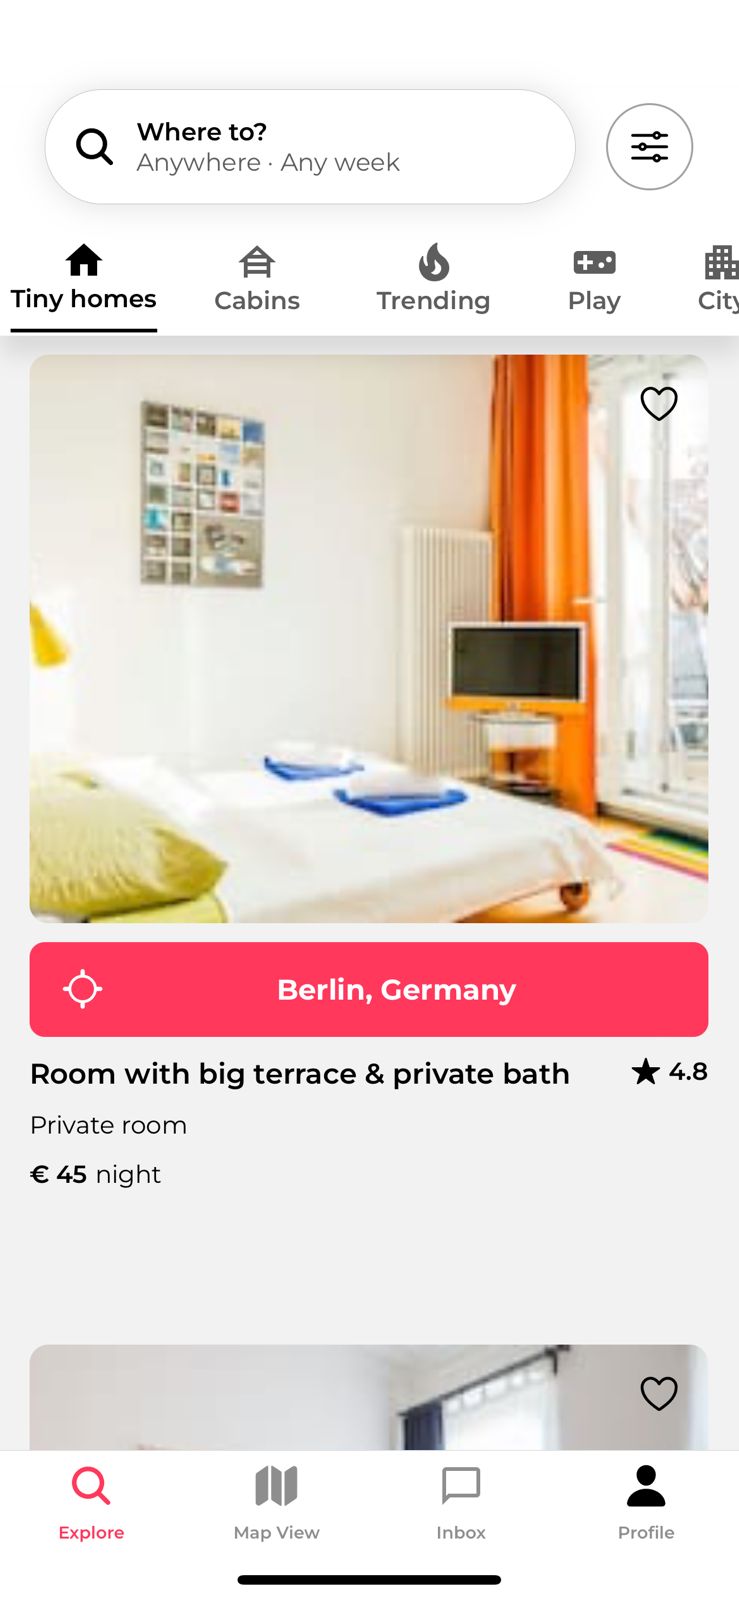 Where to?
Anywhere · Any week
Tiny homes
Cabins
Trending
Play
City
Berlin, Germany
Room with big terrace & private bath
4.8
Private room
€ 45 night
Explore
Map View
Inbox
Profile